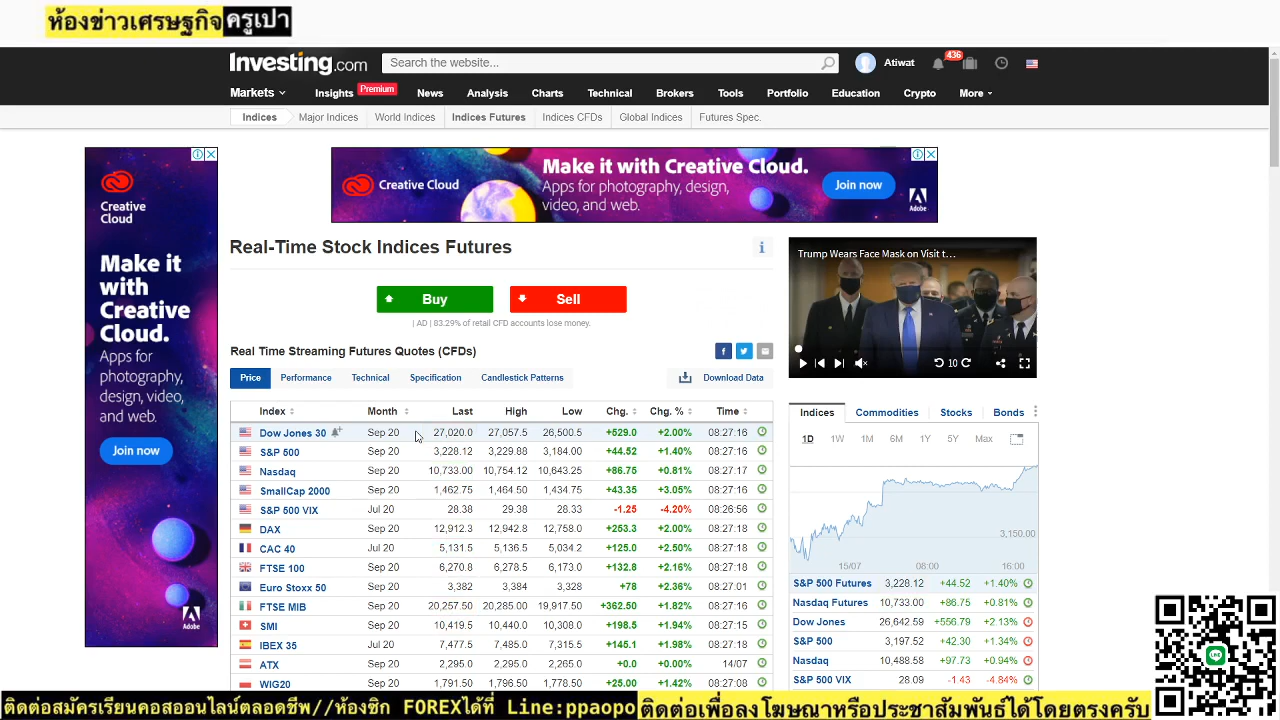 ห้องข่าวเศรษฐกิจครูเปา
Investing.com
Search the website...
Atiwat
436
Markets
Insights
Premium
News
Analysis
Charts
Technical
Brokers
Tools
Portfolio
Education
Crypto
More
Indices
Major Indices
World Indices
Indices Futures
Indices CFDs
Global Indices
Futures Spec.
Creative
Cloud
Make it
with
Creative
Cloud.
Apps for
photography,
design,
video, and
web.
Join now
Adobe
Creative Cloud
Make it with Creative Cloud.
Apps for photography, design,
video, and web.
Join now
Adobe
Real-Time Stock Indices Futures
Buy
Sell
| AD | 83.29% of retail CFD accounts lose money.
Real Time Streaming Futures Quotes (CFDs)
Price
Performance
Technical
Specification
Candlestick Patterns
Download Data
Index Month Last High Low Chg. Chg. % Time
Dow Jones 30 Sep 20 27,020.0 27,057.5 26,500.5 +529.0 +2.00% 08:27:16
S&P 500 Sep 20 3,228.12 3,229.88 3,184.00 +44.52 +1.40% 08:27:16
Nasdaq Sep 20 10,733.00 10,754.12 10,643.25 +86.75 +0.81% 08:27:17
SmallCap 2000 Sep 20 1,462.75 1,464.50 1,434.75 +43.35 +3.05% 08:27:16
S&P 500 VIX Jul 20 28.38 29.38 28.33 -1.25 -4.20% 08:26:56
DAX Sep 20 12,912.3 12,942.8 12,758.0 +253.3 +2.00% 08:27:18
CAC 40 Jul 20 5,131.5 5,136.5 5,034.2 +125.0 +2.50% 08:27:18
FTSE 100 Sep 20 6,270.8 6,278.5 6,173.0 +132.8 +2.16% 08:27:18
Euro Stoxx 50 Sep 20 3,382 3,384 3,328 +78 +2.36% 08:27:01
FTSE MIB Sep 20 20,257.50 20,285.00 19,917.50 +362.50 +1.82% 08:27:16
SMI Sep 20 10,419.5 10,440.0 10,308.0 +198.5 +1.94% 08:27:15
IBEX 35 Jul 20 7,477.5 7,485.0 7,315.5 +145.1 +1.98% 08:27:16
ATX Sep 20 2,295.0 2,295.0 2,265.0 +0.0 +0.00% 14/07
WIG20 Sep 20 1,791.50 1,796.50 1,778.50 +25.00 +1.42% 08:27:08
Trump Wears Face Mask on Visit t...
10
Indices
Commodities
Stocks
Bonds
1D 1W 1M 6M 1Y 5Y Max
3,150.00
15/07 08:00 16:00
S&P 500 Futures 3,228.12 +44.52 +1.40%
Nasdaq Futures 10,733.00 +86.75 +0.81%
Dow Jones 26,642.59 +556.79 +2.13%
S&P 500 3,197.52 +42.30 +1.34%
Nasdaq 10,488.58 +97.73 +0.94%
S&P 500 VIX 28.09 -1.43 -4.84%
LINE
ติดต่อสมัครเรียนคอสออนไลน์ตลอดชีพ//ห้องซิก FOREXได้ที่ Line:ppaopo
ติดต่อเพื่อลงโฆษณาหรือประชาสัมพันธ์ได้โดยตรงครับ